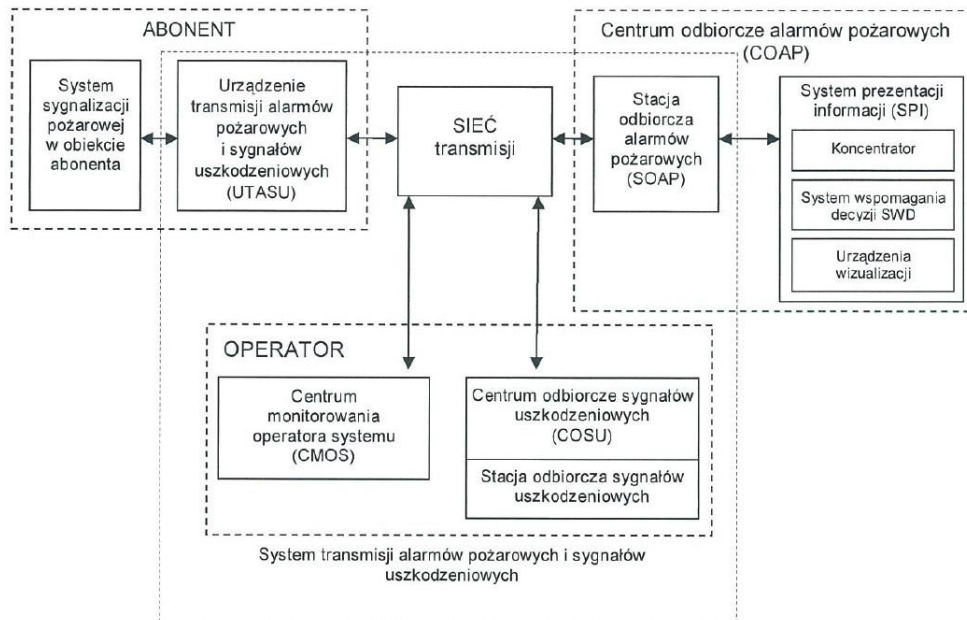 ABONENT
System
sygnalizacji
pożarowej
w obiekcie
abonenta
Urządzenie
transmisji alarmów
pożarowych
i sygnałów
uszkodzeniowych
(UTASU)
SIEĆ
transmisji
Centrum odbiorcze alarmów pożarowych
(COAP)
Stacja
odbiorcza
alarmów
pożarowych
(SOAP)
System prezentacji
informacji (SPI)
Koncentrator
System wspomagania
decyzji SWD
Urządzenia
wizualizacji
OPERATOR
Centrum
monitorowania
operatora systemu
(CMOS)
Centrum odbiorcze sygnałów
uszkodzeniowych
(COSU)
Stacja odbiorcza sygnałów
uszkodzeniowych
System transmisji alarmów pożarowych i sygnałów
uszkodzeniowych